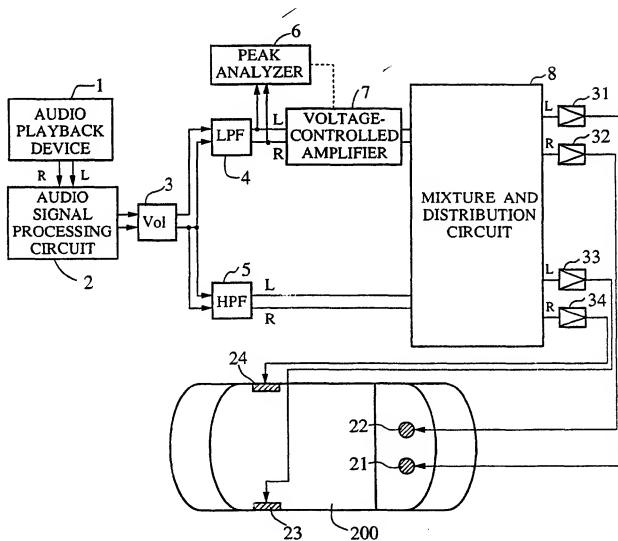 6
PEAK
ANALYZER
1
AUDIO
PLAYBACK
DEVICE
R L
AUDIO
SIGNAL
PROCESSING
CIRCUIT
2
3
Vol
LPF
4
L
R
7
VOLTAGE-
CONTROLLED
AMPLIFIER
5
HPF
L
R
8
MIXTURE AND
DISTRIBUTION
CIRCUIT
L
31
R
32
L
33
R
34
24
22
21
23
200